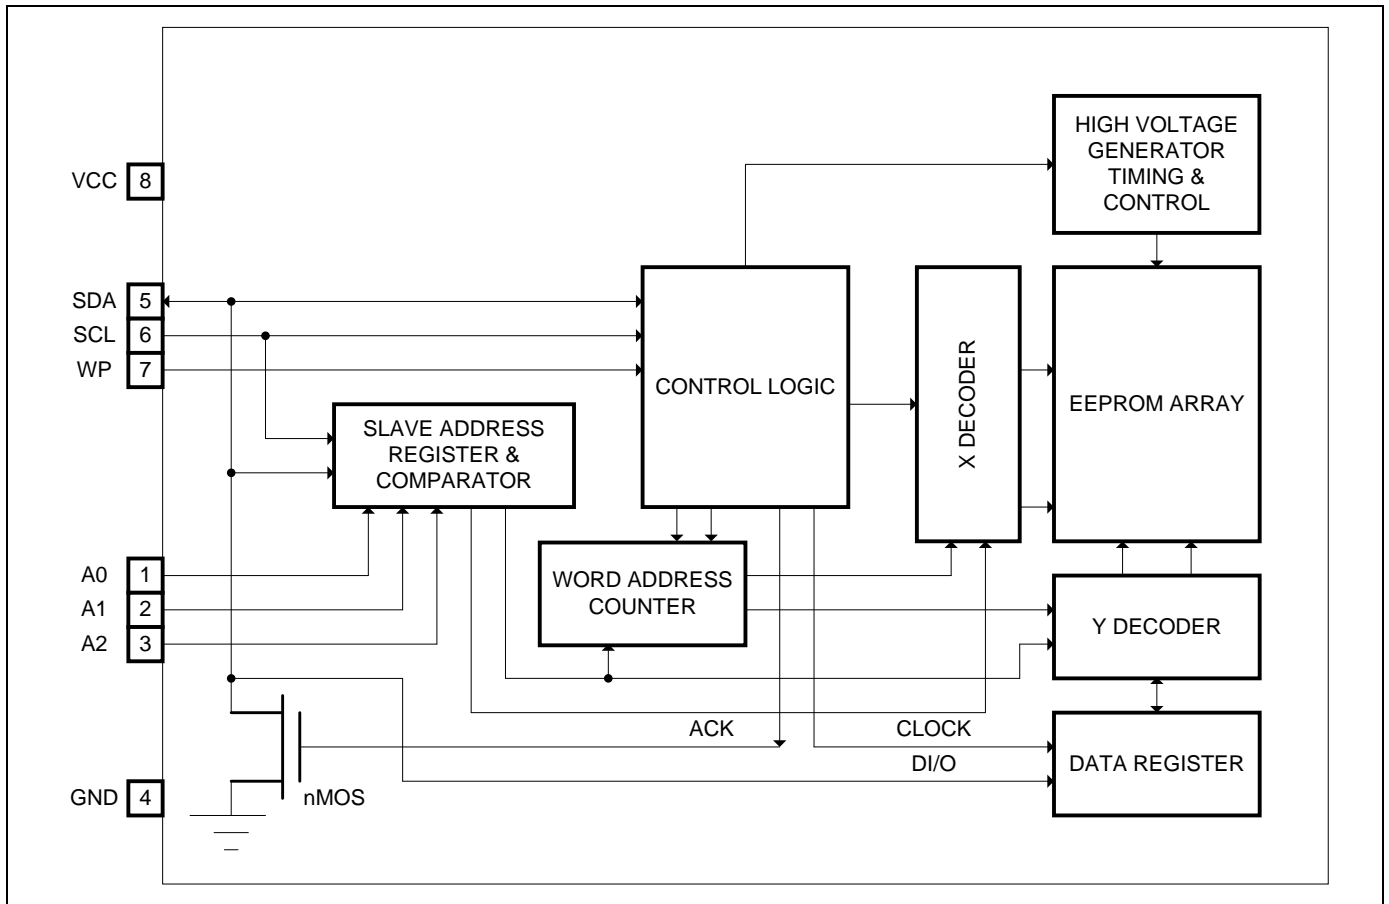 HIGH VOLTAGE
GENERATOR
TIMING &
CONTROL
VCC 8
SDA 5
SCL 6
WP 7
CONTROL LOGIC
X DECODER
EEPROM ARRAY
SLAVE ADDRESS
REGISTER &
COMPARATOR
A0 1
A1 2
A2 3
WORD ADDRESS
COUNTER
Y DECODER
ACK
CLOCK
DI/O
DATA REGISTER
GND 4
nMOS